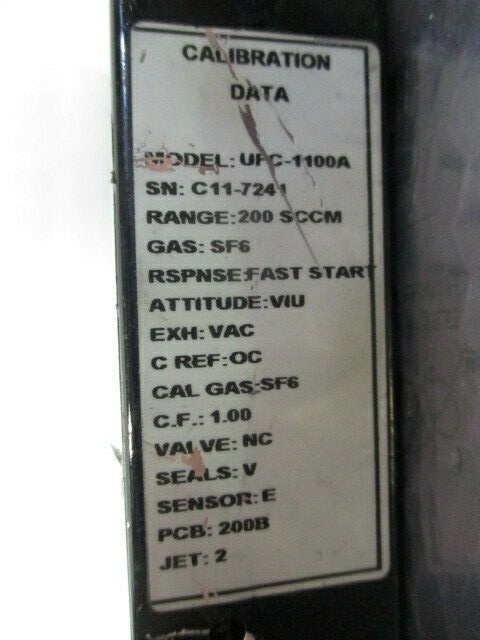 CALIBRATION
DATA
MODEL: UFC-1100A
SN: C11-7241
RANGE:200 SCCM
GAS: SF6
RSPNSE:FAST START
ATTITUDE:VIU
EXH: VAC
C REF:OC
CAL GAS:SF6
C.F.: 1.00
VALVE: NC
SEALS: V
SENSOR: E
PCB: 200B
JET: 2